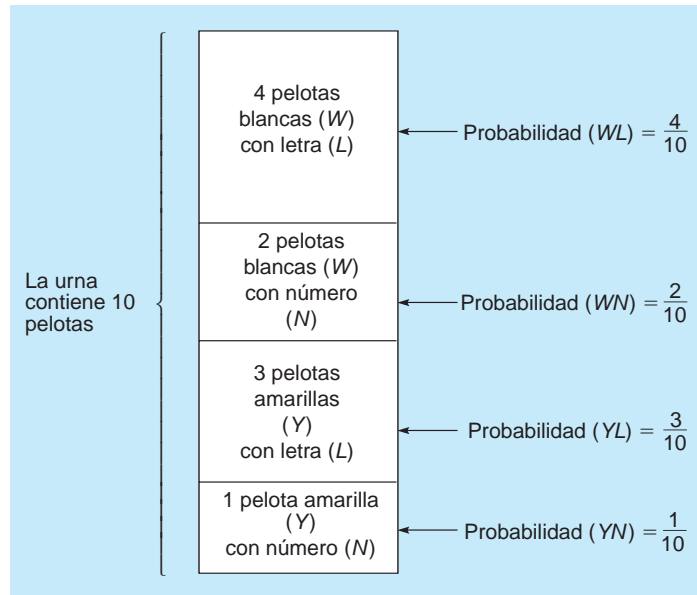 4 pelotas
blancas (W)
con letra (L)
Probabilidad (WL) = 4/10
2 pelotas
blancas (W)
con número
(N)
Probabilidad (WN) = 2/10
La urna
contiene 10
pelotas
3 pelotas
amarillas
(Y)
con letra (L)
Probabilidad (YL) = 3/10
1 pelota amarilla
(Y)
con número (N)
Probabilidad (YN) = 1/10